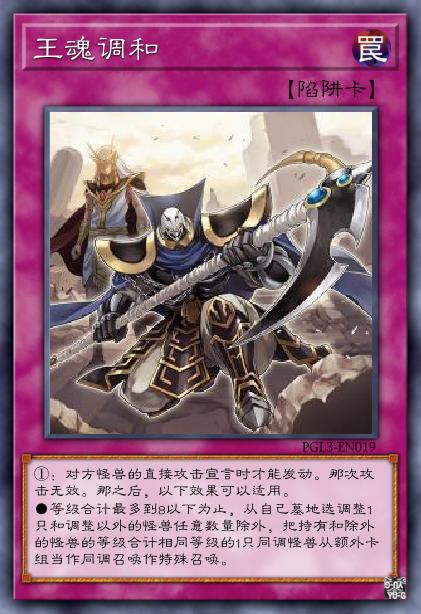 王魂调和
罠
【陷阱卡】
PGL3-EN019
①：对方怪兽的直接攻击宣言时才能发动。那次攻
击无效。那之后，以下效果可以适用。
●等级合计最多到8以下为止，从自己墓地选调整1
只和调整以外的怪兽任意数量除外，把持有和除外
的怪兽的等级合计相同等级的1只同调怪兽从额外卡
组当作同调召唤作特殊召唤。